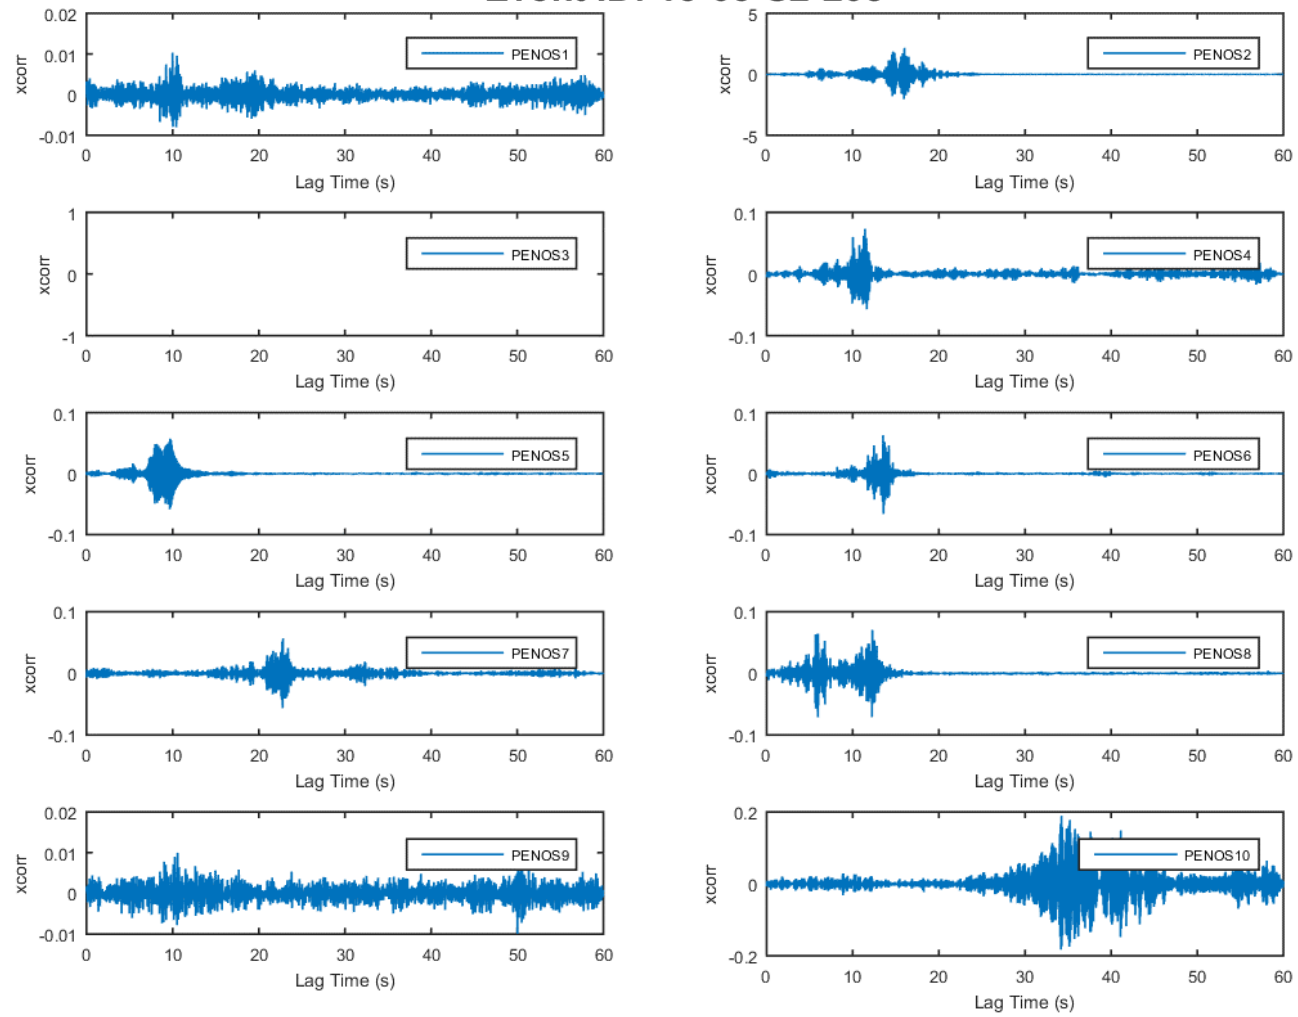 0.02
0.01
0
-0.01
xcorr
PENOS1
0 10 20 30 40 50 60
Lag Time (s)
5
0
-5
xcorr
PENOS2
0 10 20 30 40 50 60
Lag Time (s)
1
0
-1
xcorr
PENOS3
0 10 20 30 40 50 60
Lag Time (s)
0.1
0
-0.1
xcorr
PENOS4
0 10 20 30 40 50 60
Lag Time (s)
0.1
0
-0.1
xcorr
PENOS5
0 10 20 30 40 50 60
Lag Time (s)
0.1
0
-0.1
xcorr
PENOS6
0 10 20 30 40 50 60
Lag Time (s)
0.1
0
-0.1
xcorr
PENOS7
0 10 20 30 40 50 60
Lag Time (s)
0.1
0
-0.1
xcorr
PENOS8
0 10 20 30 40 50 60
Lag Time (s)
0.02
0.01
0
-0.01
xcorr
PENOS9
0 10 20 30 40 50 60
Lag Time (s)
0.2
0
-0.2
xcorr
PENOS10
0 10 20 30 40 50 60
Lag Time (s)